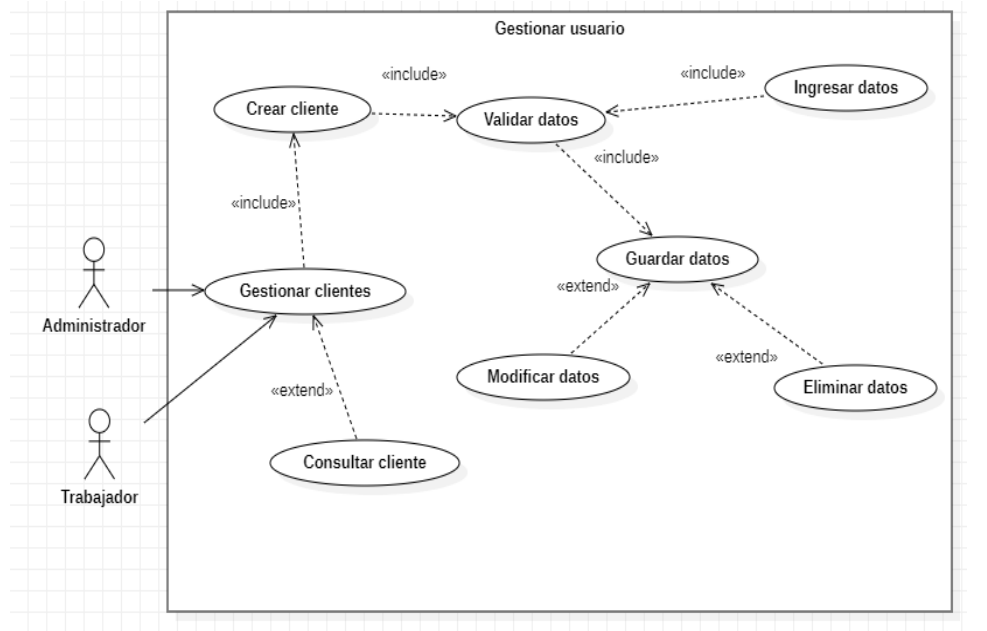 Gestionar usuario
«include»
«include»
Crear cliente
Validar datos
Ingresar datos
«include»
«include»
Guardar datos
Gestionar clientes
«extend»
Administrador
«extend»
Modificar datos
Eliminar datos
«extend»
Consultar cliente
Trabajador